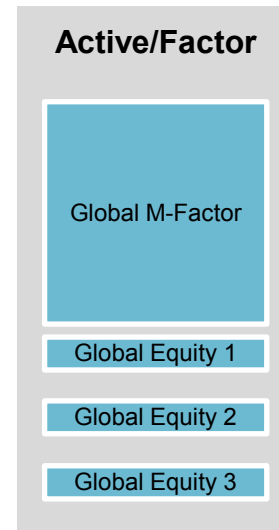 Active/Factor
Global M-Factor
Global Equity 1
Global Equity 2
Global Equity 3